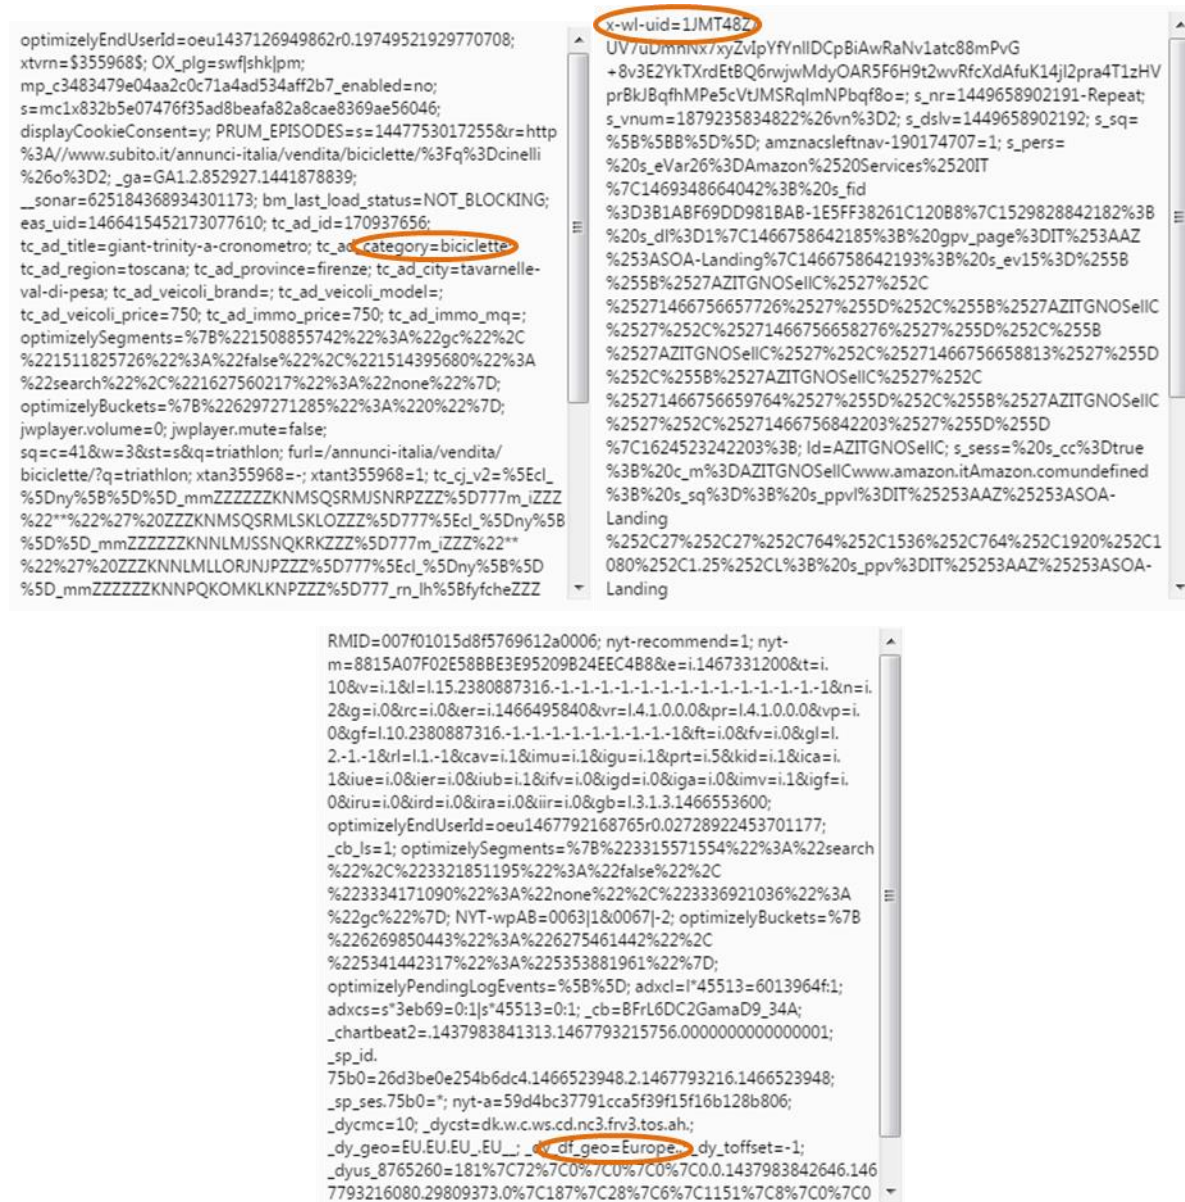 optimizelyEndUserId=oeu1437126949862r0.19749521929770708;
xtvrn=$355968$; OX_plg=swf|shk|pm;
mp_c3483479e04aa2c0c71a4ad534aff2b7_enabled=no;
s=mc1x832b5e07476f35ad8beafa82a8cae8369ae56046;
displayCookieConsent=y; PRUM_EPISODES=s=1447753017255&r=http
%3A//www.subito.it/annunci-italia/vendita/biciclette/%3Fq%3Dcinelli
%26o%3D2; _ga=GA1.2.852927.1441878839;
__sonar=625184368934301173; bm_last_load_status=NOT_BLOCKING;
eas_uid=1466415452173077610; tc_ad_id=170937656;
tc_ad_title=giant-trinity-a-cronometro; tc_ad_category=biciclette;
tc_ad_region=toscana; tc_ad_province=firenze; tc_ad_city=tavarnelle-
val-di-pesa; tc_ad_veicoli_brand=; tc_ad_veicoli_model=;
tc_ad_veicoli_price=750; tc_ad_immo_price=750; tc_ad_immo_mq=;
optimizelySegments=%7B%221508855742%22%3A%22gc%22%2C
%221511825726%22%3A%22false%22%2C%221514395680%22%3A
%22search%22%2C%221627560217%22%3A%22none%22%7D;
optimizelyBuckets=%7B%226297271285%22%3A%220%22%7D;
jwplayer.volume=0; jwplayer.mute=false;
sq=c=41&w=3&st=s&q=triathlon; furl=/annunci-italia/vendita/
biciclette/?q=triathlon; xtan355968=-; xtant355968=1; tc_cj_v2=%5Ecl_
%5Dny%5B%5D%5D_mmZZZZZZKNMSQSRMJSNRPZZZ%5D777m_iZZZ
%22**%22%27%20ZZZKNMSQSRMLSKLOZZZ%5D777%5Ecl_%5Dny%5B
%5D%5D_mmZZZZZZKNNLMJSSNQKRKZZZ%5D777m_iZZZ%22**
%22%27%20ZZZKNNLMLLORJNJPZZZ%5D777%5Ecl_%5Dny%5B%5D
%5D_mmZZZZZZKNNPQKOMKLKNPZZZ%5D777_rn_lh%5BfyfcheZZZ
x-wl-uid=1JMT48Z
UV7uDmnNx7xyZvIpYfYnllDCpBiAwRaNv1atc88mPvG
+8v3E2YkTXrdEtBQ6rwjwMdyOAR5F6H9t2wvRfcXdAfuK14jl2pra4T1zHV
prBkJBqfhMPe5cVtJMSRqlmNPbqf8o=; s_nr=1449658902191-Repeat;
s_vnum=1879235834822%26vn%3D2; s_dslv=1449658902192; s_sq=
%5B%5BB%5D%5D; amznacsleftnav-190174707=1; s_pers=
%20s_eVar26%3DAmazon%2520Services%2520IT
%7C1469348664042%3B%20s_fid
%3D3B1ABF69DD981BAB-1E5FF38261C120B8%7C1529828842182%3B
%20s_dl%3D1%7C1466758642185%3B%20gpv_page%3DIT%253AAZ
%253ASOA-Landing%7C1466758642193%3B%20s_ev15%3D%255B
%255B%2527AZITGNOSellC%2527%252C
%25271466756657726%2527%255D%252C%255B%2527AZITGNOSellC
%2527%252C%25271466756658276%2527%255D%252C%255B
%2527AZITGNOSellC%2527%252C%25271466756658813%2527%255D
%252C%255B%2527AZITGNOSellC%2527%252C
%25271466756659764%2527%255D%252C%255B%2527AZITGNOSellC
%2527%252C%25271466756842203%2527%255D%255D
%7C1624523242203%3B; ld=AZITGNOSellC; s_sess=%20s_cc%3Dtrue
%3B%20c_m%3DAZITGNOSellCwww.amazon.itAmazon.comundefined
%3B%20s_sq%3D%3B%20s_ppvl%3DIT%25253AAZ%25253ASOA-
Landing
%252C27%252C27%252C764%252C1536%252C764%252C1920%252C1
080%252C1.25%252CL%3B%20s_ppv%3DIT%25253AAZ%25253ASOA-
Landing
RMID=007f01015d8f5769612a0006; nyt-recommend=1; nyt-
m=8815A07F02E58BBE3E95209B24EEC4B8&e=i.1467331200&t=i.
10&v=i.1&l=l.15.2380887316.-1.-1.-1.-1.-1.-1.-1.-1.-1.-1.-1.-1.-1.-1&n=i.
2&g=i.0&rc=i.0&er=i.1466495840&vr=l.4.1.0.0.0&pr=l.4.1.0.0.0&vp=i.
0&gf=l.10.2380887316.-1.-1.-1.-1.-1.-1.-1.-1.-1&ft=i.0&fv=i.0&gl=l.
2.-1.-1&rl=l.1.-1&cav=i.1&imu=i.1&igu=i.1&prt=i.5&kid=i.1&ica=i.
1&iue=i.0&ier=i.0&iub=i.1&ifv=i.0&igd=i.0&iga=i.0&imv=i.1&igf=i.
0&iru=i.0&ird=i.0&ira=i.0&iir=i.0&gb=l.3.1.3.1466553600;
optimizelyEndUserId=oeu1467792168765r0.02728922453701177;
_cb_ls=1; optimizelySegments=%7B%223315571554%22%3A%22search
%22%2C%223321851195%22%3A%22false%22%2C
%223334171090%22%3A%22none%22%2C%223336921036%22%3A
%22gc%22%7D; NYT-wpAB=0063|1&0067|-2; optimizelyBuckets=%7B
%226269850443%22%3A%226275461442%22%2C
%225341442317%22%3A%225353881961%22%7D;
optimizelyPendingLogEvents=%5B%5D; adxcl=l*45513=6013964f:1;
adxcs=s*3eb69=0:1|s*45513=0:1; _cb=BFrL6DC2GamaD9_34A;
_chartbeat2=.1437983841313.1467793215756.0000000000000001;
_sp_id.
75b0=26d3be0e254b6dc4.1466523948.2.1467793216.1466523948;
_sp_ses.75b0=*; nyt-a=59d4bc37791cca5f39f15f16b128b806;
_dycmc=10; _dycst=dk.w.c.ws.cd.nc3.frv3.tos.ah.;
_dy_geo=EU.EU.EU_.EU__; _dy_df_geo=Europe.. _dy_toffset=-1;
_dyus_8765260=181%7C72%7C0%7C0%7C0%7C0.0.1437983842646.146
7793216080.29809373.0%7C187%7C28%7C6%7C1151%7C8%7C0%7C0